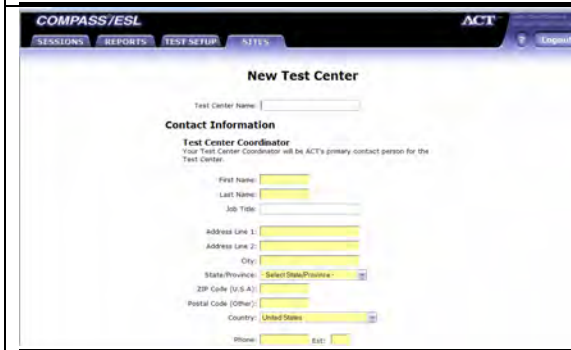 COMPASS/ESL
ACT
SESSIONS REPORTS TEST SETUP SITES ? Logout
New Test Center
Test Center Name:
Contact Information
Test Center Coordinator
Your Test Center Coordinator will be ACT's primary contact person for the
Test Center.
First Name:
Last Name:
Job Title:
Address Line 1:
Address Line 2:
City:
State/Province: - Select State/Province -
ZIP Code (U.S.A):
Postal Code (Other):
Country: United States
Phone: Ext: